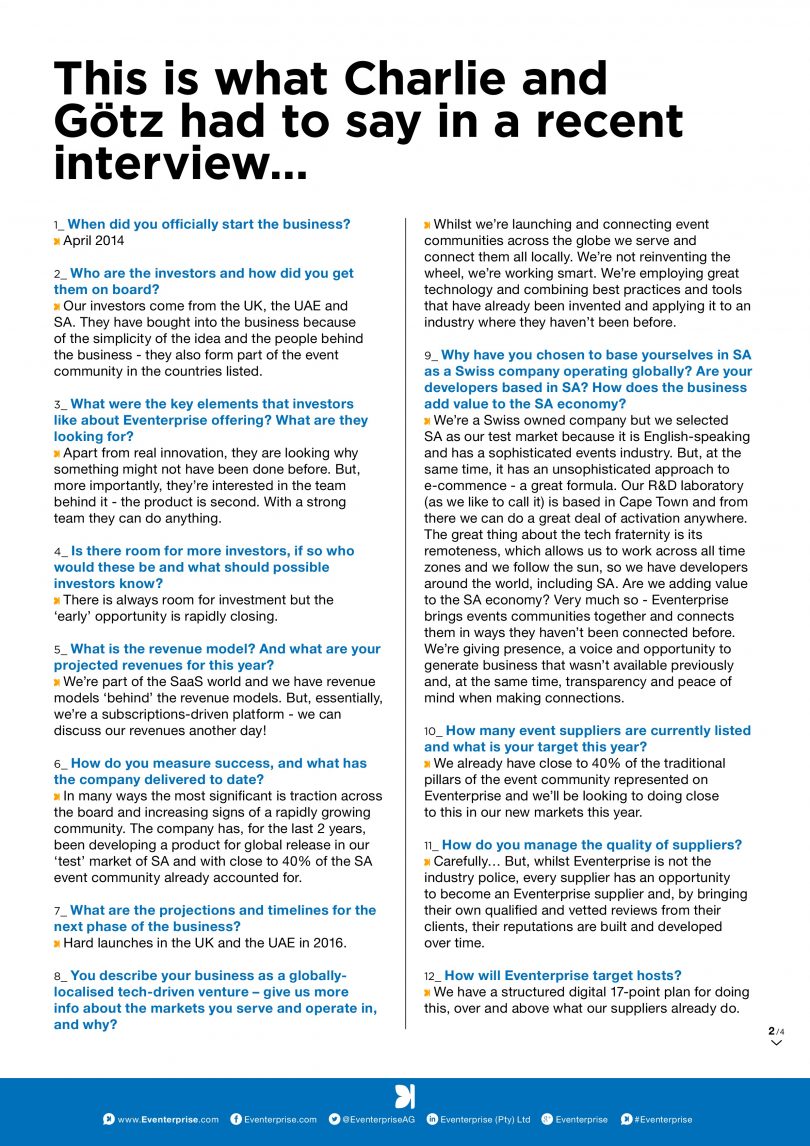 This is what Charlie and
Götz had to say in a recent
interview...
1_ When did you officially start the business?
April 2014
2_ Who are the investors and how did you get
them on board?
Our investors come from the UK, the UAE and
SA. They have bought into the business because
of the simplicity of the idea and the people behind
the business - they also form part of the event
community in the countries listed.
3_ What were the key elements that investors
like about Eventerprise offering? What are they
looking for?
Apart from real innovation, they are looking why
something might not have been done before. But,
more importantly, they're interested in the team
behind it - the product is second. With a strong
team they can do anything.
4_ Is there room for more investors, if so who
would these be and what should possible
investors know?
There is always room for investment but the
‘early’ opportunity is rapidly closing.
5_ What is the revenue model? And what are your
projected revenues for this year?
We’re part of the SaaS world and we have revenue
models ‘behind’ the revenue models. But, essentially,
we’re a subscriptions-driven platform - we can
discuss our revenues another day!
6_ How do you measure success, and what has
the company delivered to date?
In many ways the most significant is traction across
the board and increasing signs of a rapidly growing
community. The company has, for the last 2 years,
been developing a product for global release in our
‘test’ market of SA and with close to 40% of the SA
event community already accounted for.
7_ What are the projections and timelines for the
next phase of the business?
Hard launches in the UK and the UAE in 2016.
8_ You describe your business as a globally-
localised tech-driven venture – give us more
info about the markets you serve and operate in,
and why?
Whilst we’re launching and connecting event
communities across the globe we serve and
connect them all locally. We’re not reinventing the
wheel, we’re working smart. We’re employing great
technology and combining best practices and tools
that have already been invented and applying it to an
industry where they haven’t been before.
9_ Why have you chosen to base yourselves in SA
as a Swiss company operating globally? Are your
developers based in SA? How does the business
add value to the SA economy?
We’re a Swiss owned company but we selected
SA as our test market because it is English-speaking
and has a sophisticated events industry. But, at the
same time, it has an unsophisticated approach to
e-commerce - a great formula. Our R&D laboratory
(as we like to call it) is based in Cape Town and from
there we can do a great deal of activation anywhere.
The great thing about the tech fraternity is its
remoteness, which allows us to work across all time
zones and we follow the sun, so we have developers
around the world, including SA. Are we adding value
to the SA economy? Very much so - Eventerprise
brings events communities together and connects
them in ways they haven’t been connected before.
We’re giving presence, a voice and opportunity to
generate business that wasn’t available previously
and, at the same time, transparency and peace of
mind when making connections.
10_ How many event suppliers are currently listed
and what is your target this year?
We already have close to 40% of the traditional
pillars of the event community represented on
Eventerprise and we’ll be looking to doing close
to this in our new markets this year.
11_ How do you manage the quality of suppliers?
Carefully… But, whilst Eventerprise is not the
industry police, every supplier has an opportunity
to become an Eventerprise supplier and, by bringing
their own qualified and vetted reviews from their
clients, their reputations are built and developed
over time.
12_ How will Eventerprise target hosts?
We have a structured digital 17-point plan for doing
this, over and above what our suppliers already do.
2/4
www.Eventerprise.com Eventerprise.com @EventerpriseAG Eventerprise (Pty) Ltd Eventerprise #Eventerprise